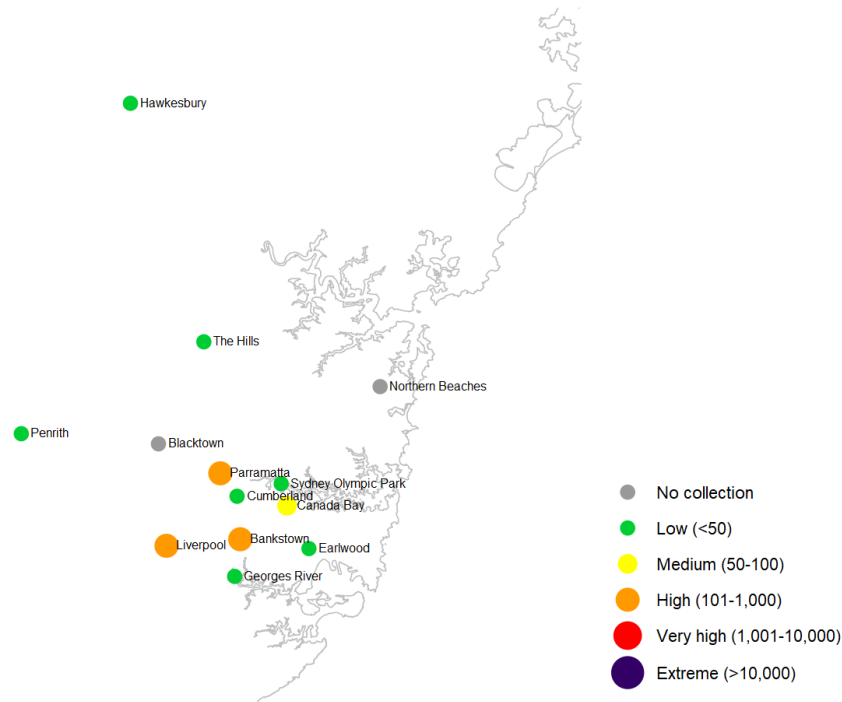 Hawkesbury
The Hills
Northern Beaches
Penrith
Blacktown
Parramatta
Sydney Olympic Park
Cumberland
Canada Bay
Bankstown
Liverpool
Earlwood
Georges River
No collection
Low (<50)
Medium (50-100)
High (101-1,000)
Very high (1,001-10,000)
Extreme (>10,000)